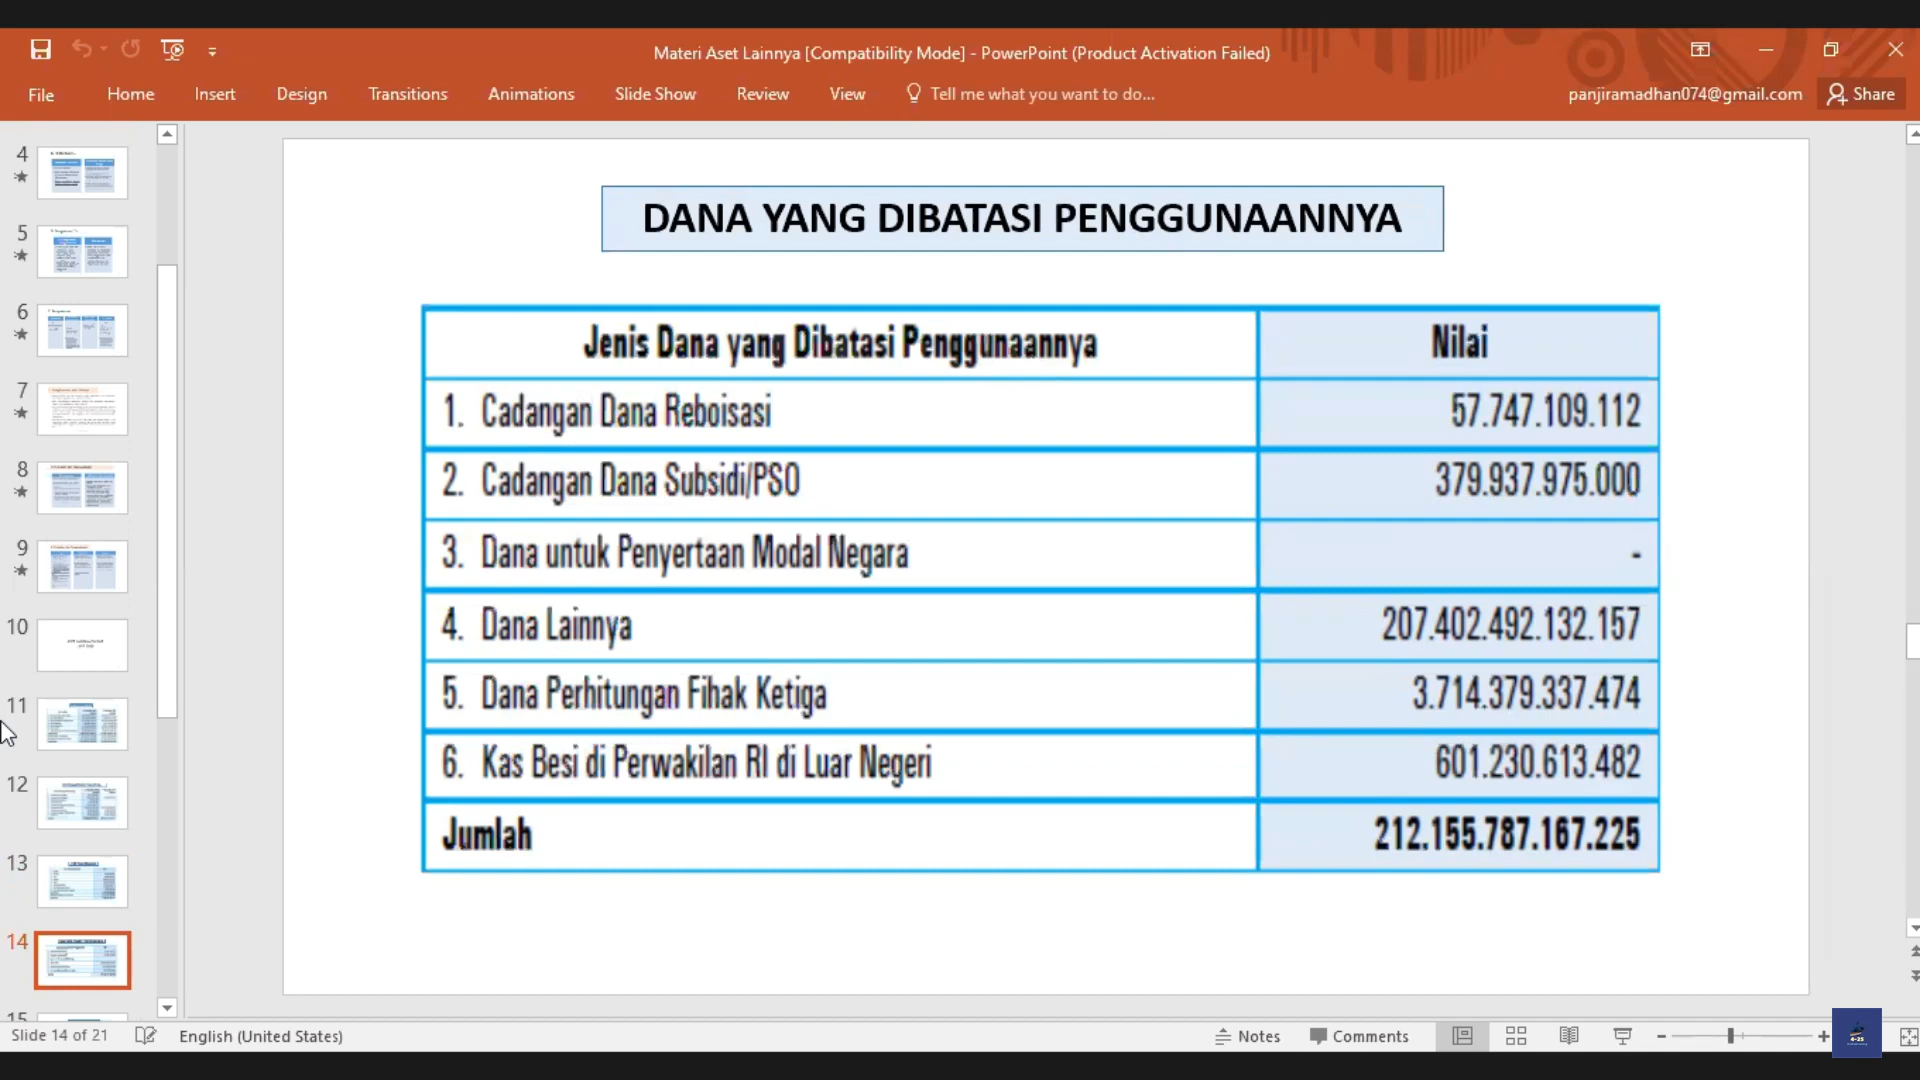 Materi Aset Lainnya [Compatibility Mode] - PowerPoint (Product Activation Failed)
File Home Insert Design Transitions Animations Slide Show Review View Tell me what you want to do... panjiramadhan074@gmail.com Share
4
5
6
7
8
9
10
11
12
13
14
15
DANA YANG DIBATASI PENGGUNAANNYA
Jenis Dana yang Dibatasi Penggunaannya Nilai
1. Cadangan Dana Reboisasi 57.747.109.112
2. Cadangan Dana Subsidi/PSO 379.937.975.000
3. Dana untuk Penyertaan Modal Negara -
4. Dana Lainnya 207.402.492.132.157
5. Dana Perhitungan Fihak Ketiga 3.714.379.337.474
6. Kas Besi di Perwakilan RI di Luar Negeri 601.230.613.482
Jumlah 212.155.787.167.225
Slide 14 of 21 English (United States) Notes Comments
4-25